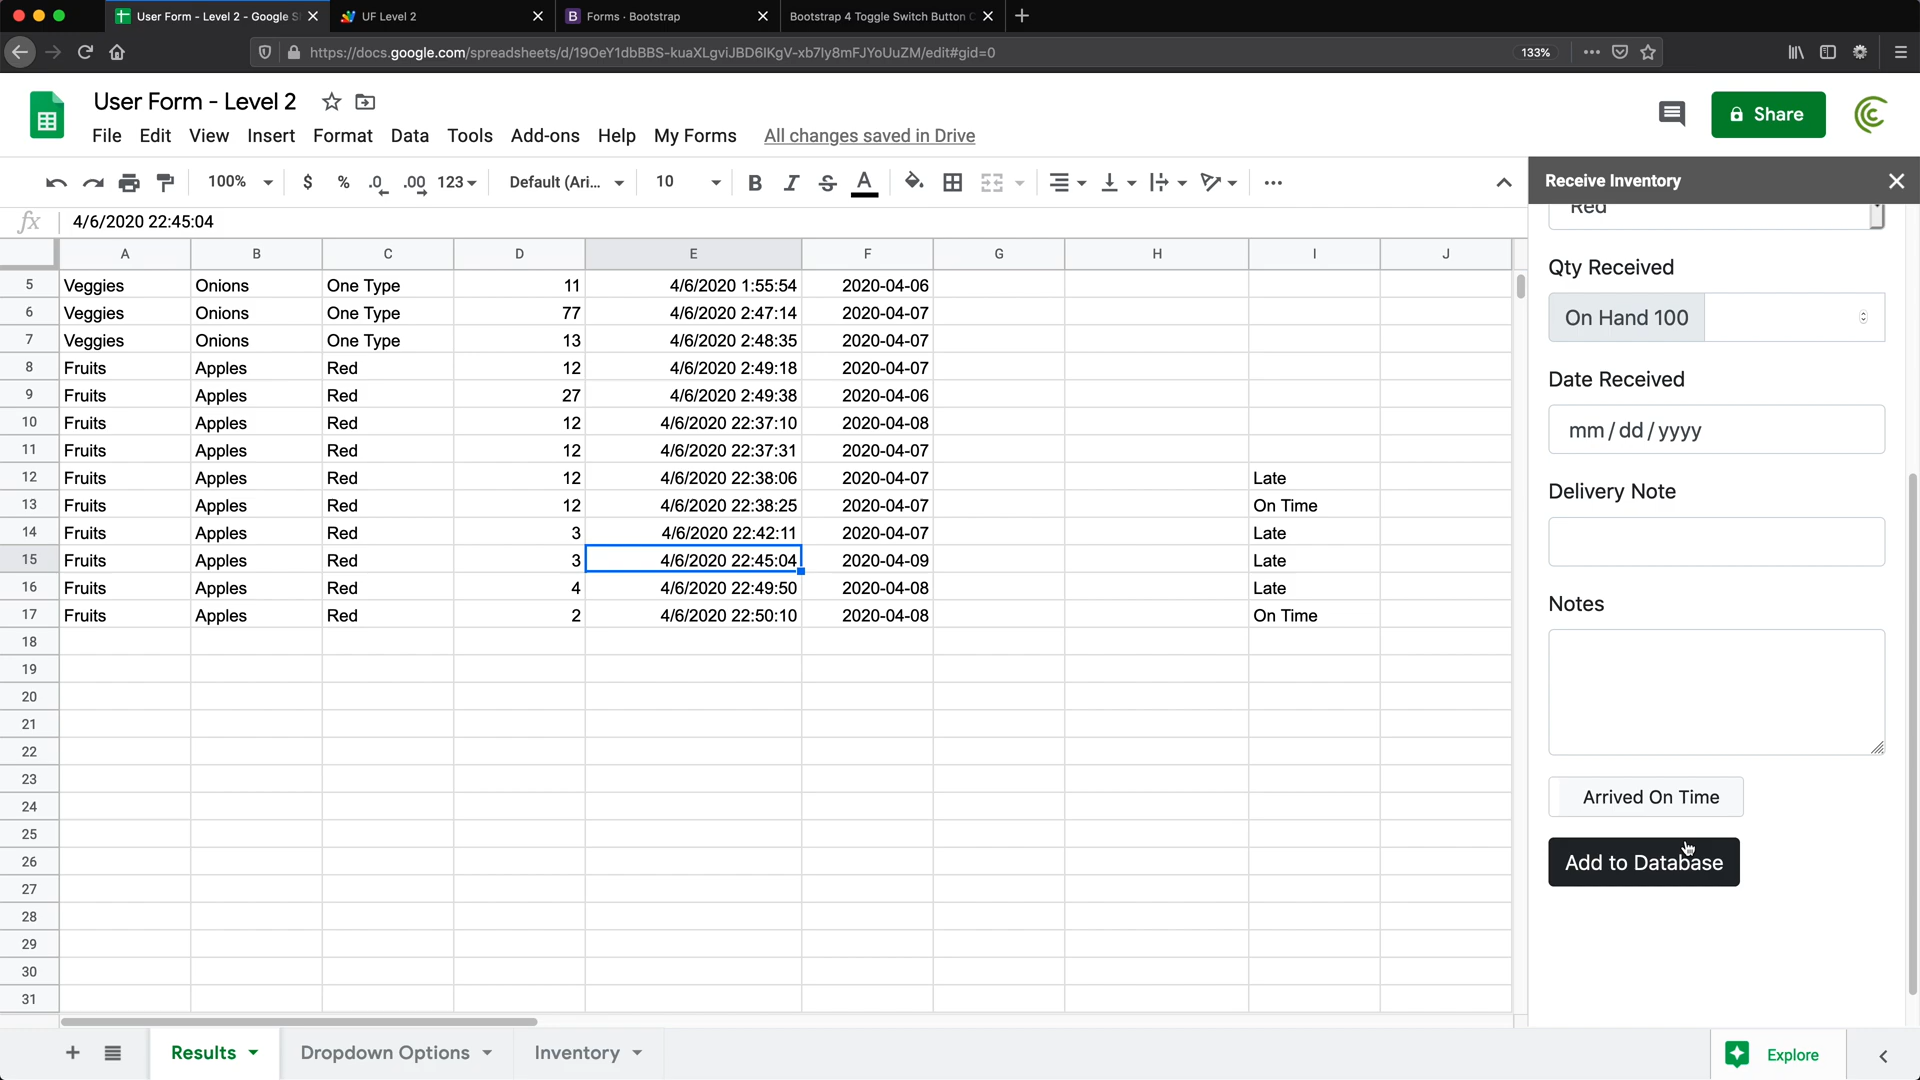 User Form - Level 2 - Google S
UF Level 2
B Forms · Bootstrap
Bootstrap 4 Toggle Switch Button C
https://docs.google.com/spreadsheets/d/19OeY1dbBBS-kuaXLgviJBD6IKgV-xb7Iy8mFJYoUuZM/edit#gid=0
133%
User Form - Level 2
Share
File Edit View Insert Format Data Tools Add-ons Help My Forms All changes saved in Drive
100% $ % .0 .00 123 Default (Ari... 10 B I S A
Receive Inventory
fx 4/6/2020 22:45:04
A B C D E F G H I J
5 Veggies Onions One Type 11 4/6/2020 1:55:54 2020-04-06
6 Veggies Onions One Type 77 4/6/2020 2:47:14 2020-04-07
7 Veggies Onions One Type 13 4/6/2020 2:48:35 2020-04-07
8 Fruits Apples Red 12 4/6/2020 2:49:18 2020-04-07
9 Fruits Apples Red 27 4/6/2020 2:49:38 2020-04-06
10 Fruits Apples Red 12 4/6/2020 22:37:10 2020-04-08
11 Fruits Apples Red 12 4/6/2020 22:37:31 2020-04-07
12 Fruits Apples Red 12 4/6/2020 22:38:06 2020-04-07 Late
13 Fruits Apples Red 12 4/6/2020 22:38:25 2020-04-07 On Time
14 Fruits Apples Red 3 4/6/2020 22:42:11 2020-04-07 Late
15 Fruits Apples Red 3 4/6/2020 22:45:04 2020-04-09 Late
16 Fruits Apples Red 4 4/6/2020 22:49:50 2020-04-08 Late
17 Fruits Apples Red 2 4/6/2020 22:50:10 2020-04-08 On Time
18
19
20
21
22
23
24
25
26
27
28
29
30
31
Red
Qty Received
On Hand 100
Date Received
mm / dd / yyyy
Delivery Note
Notes
Arrived On Time
Add to Database
Results
Dropdown Options
Inventory
Explore